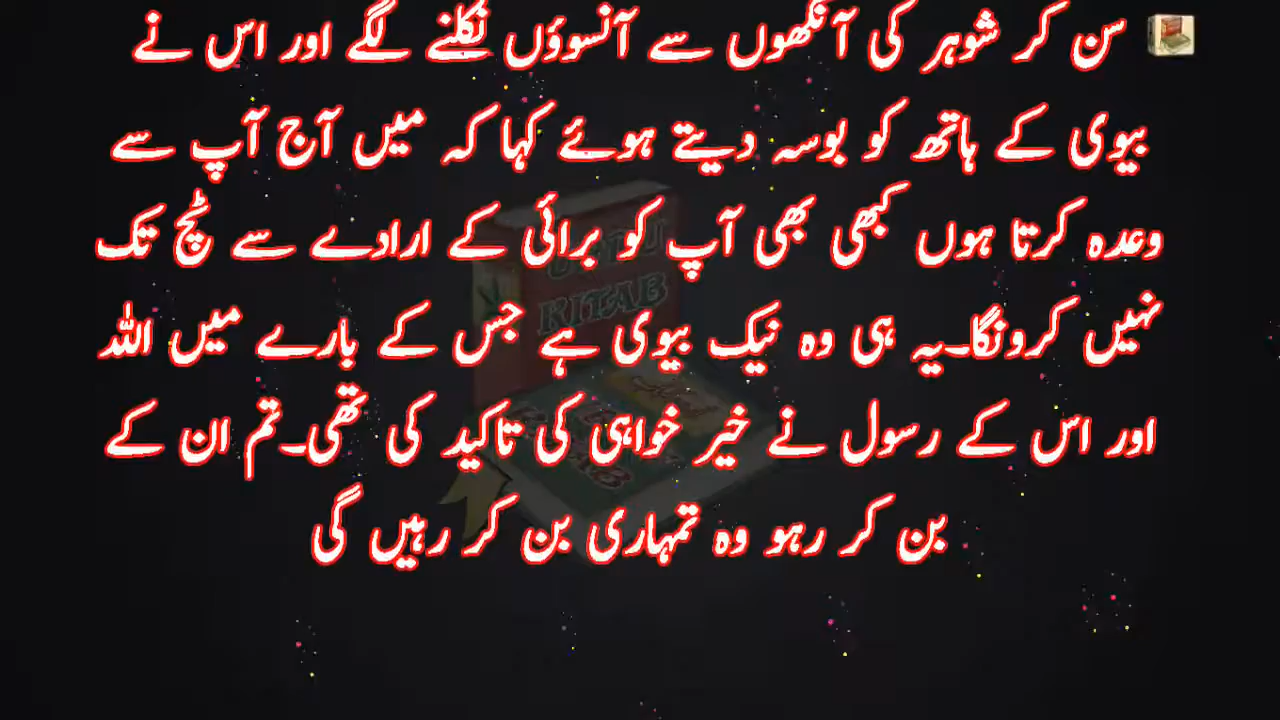 سن کر شوہر کی آنکھوں سے آنسوؤں نکلنے لگے اور اس نے
بیوی کے ہاتھ کو بوسہ دیتے ہوئے کہا کہ میں آج آپ سے
وعدہ کرتا ہوں کبھی بھی آپ کو برائی کے ارادے سے ٹچ تک
نہیں کرونگا۔یہ ہی وہ نیک بیوی ہے جس کے بارے میں اللہ
اور اس کے رسول نے خیر خواہی کی تاکید کی تھی۔تم ان کے
بن کر رہو وہ تمہاری بن کر رہیں گی
URDU
KITAB